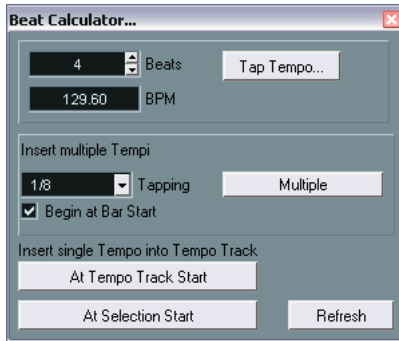 Beat Calculator...
4 Beats Tap Tempo...
129.60 BPM
Insert multiple Tempi
1/8 Tapping Multiple
Begin at Bar Start
Insert single Tempo into Tempo Track
At Tempo Track Start
At Selection Start Refresh